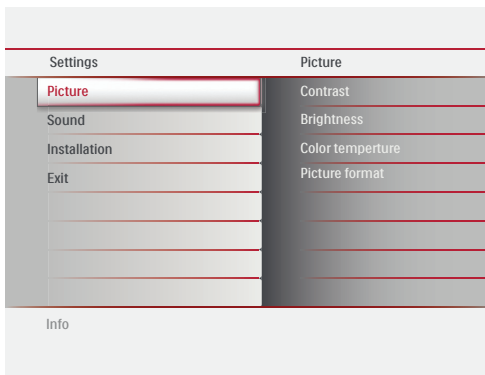 Settings
Picture
Picture
Contrast
Sound
Brightness
Installation
Color temperture
Exit
Picture format
Info